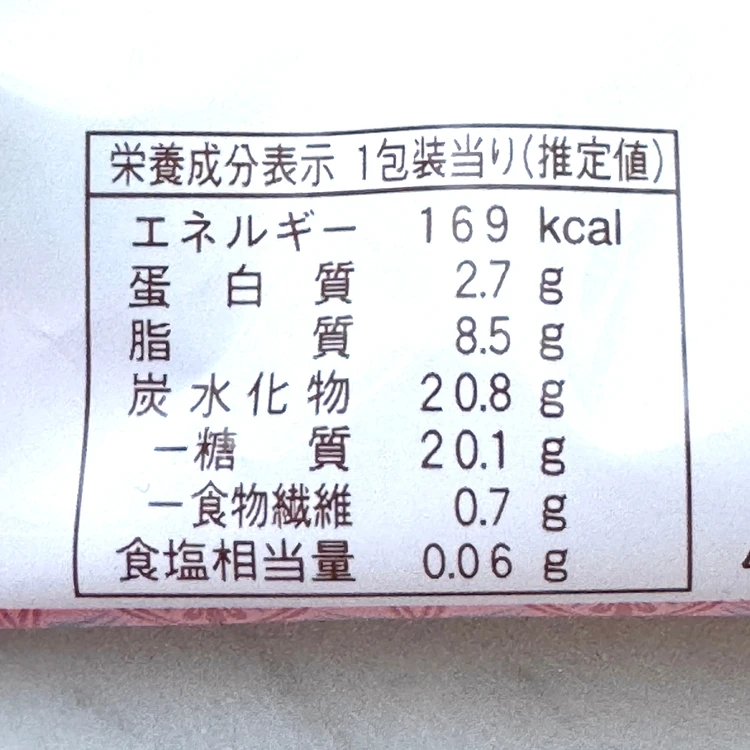 栄養成分表示 1包装当り(推定値)
エネルギー 169 kcal
蛋白質 2.7 g
脂質 8.5 g
炭水化物 20.8 g
ー糖質 20.1 g
ー食物繊維 0.7 g
食塩相当量 0.06 g